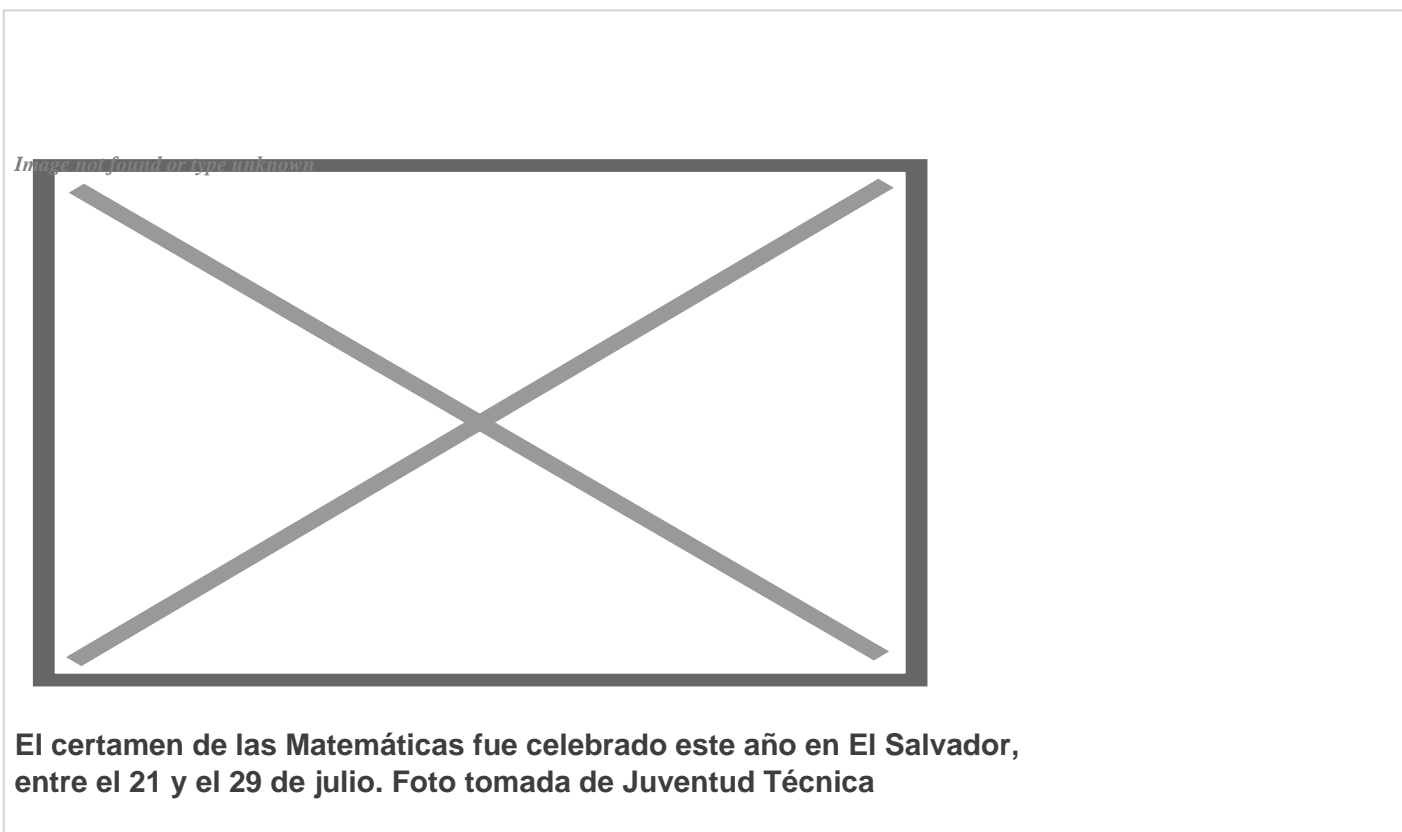 Image not found or type unknown
El certamen de las Matemáticas fue celebrado este año en El Salvador,
entre el 21 y el 29 de julio. Foto tomada de Juventud Técnica